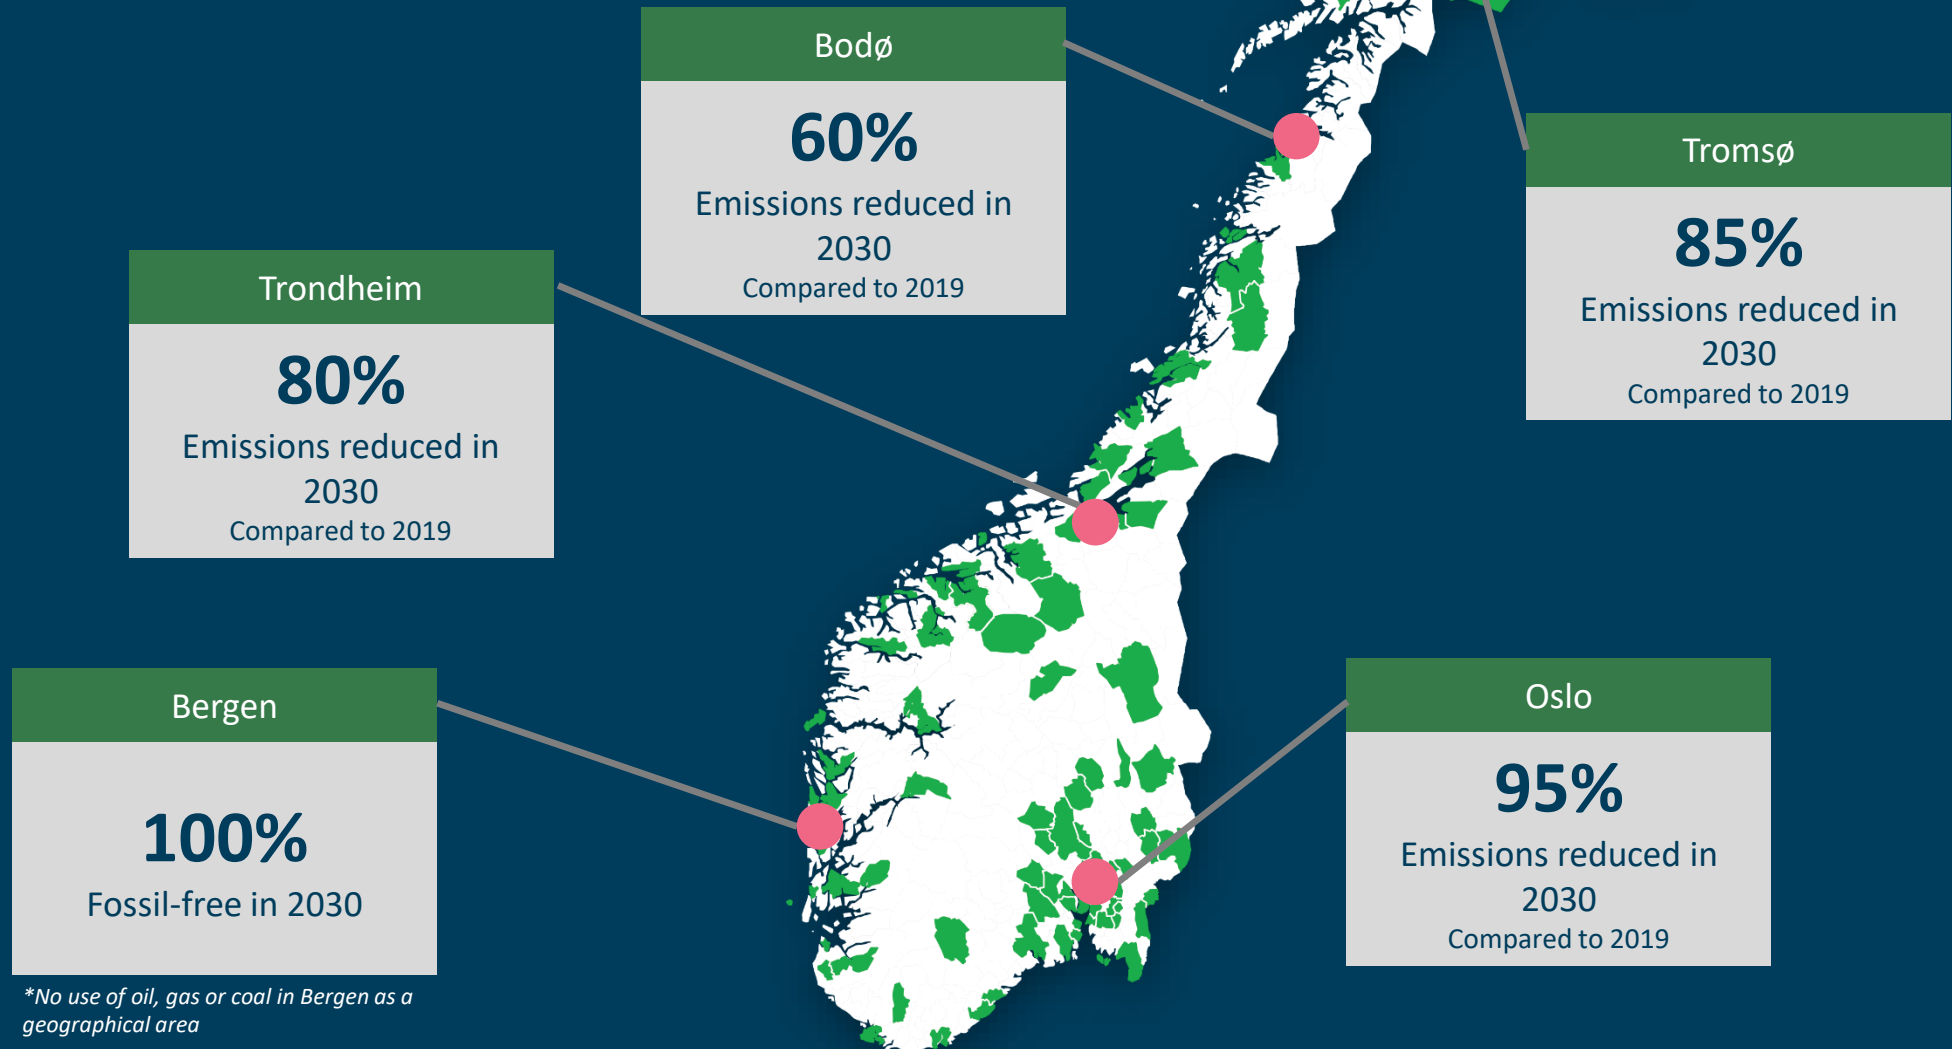 Bodø
60%
Emissions reduced in
2030
Compared to 2019
Tromsø
85%
Emissions reduced in
2030
Compared to 2019
Trondheim
80%
Emissions reduced in
2030
Compared to 2019
Bergen
100%
Fossil-free in 2030
*No use of oil, gas or coal in Bergen as a
geographical area
Oslo
95%
Emissions reduced in
2030
Compared to 2019